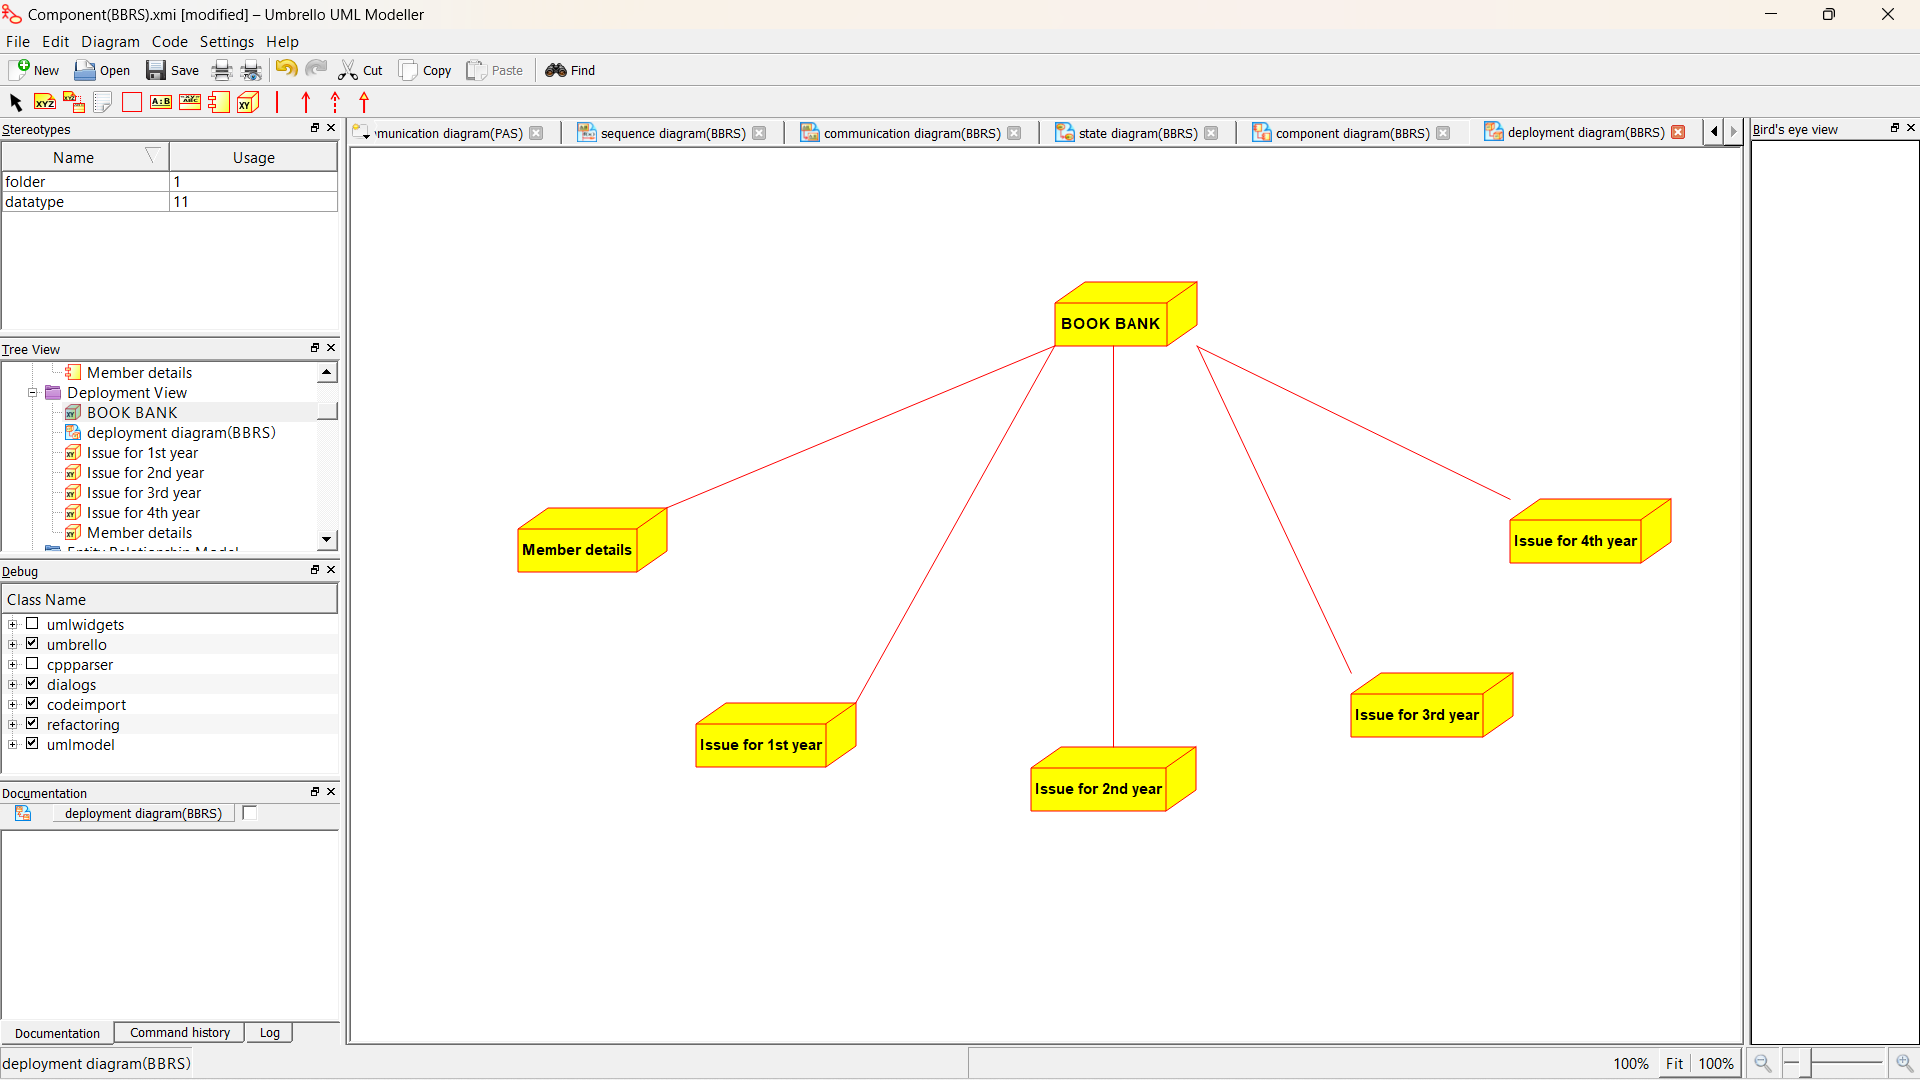 Component(BBRS).xmi [modified] – Umbrello UML Modeller
File Edit Diagram Code Settings Help
New Open Save Cut Copy Paste Find
XYZ XYZ A:B ABC XY
Stereotypes
Name Usage
folder 1
datatype 11
Tree View
Member details
Deployment View
BOOK BANK
deployment diagram(BBRS)
Issue for 1st year
Issue for 2nd year
Issue for 3rd year
Issue for 4th year
Member details
Debug
Class Name
umlwidgets
umbrello
cppparser
dialogs
codeimport
refactoring
umlmodel
Documentation
deployment diagram(BBRS)
Documentation Command history Log
munication diagram(PAS) sequence diagram(BBRS) communication diagram(BBRS) state diagram(BBRS) component diagram(BBRS) deployment diagram(BBRS)
BOOK BANK
Member details
Issue for 4th year
Issue for 1st year
Issue for 3rd year
Issue for 2nd year
Bird's eye view
deployment diagram(BBRS)
100% Fit 100%